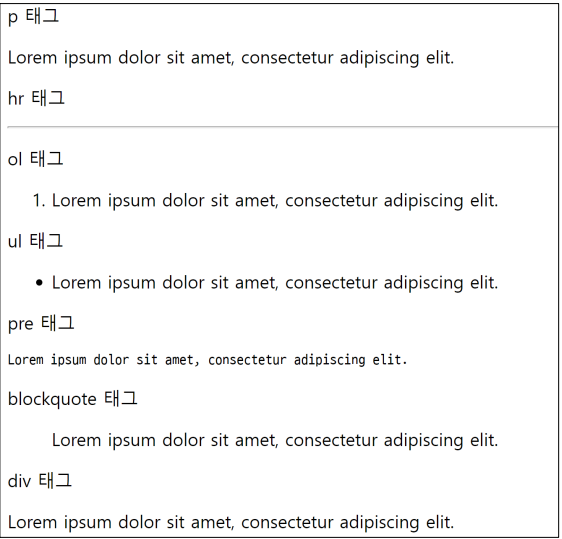 p 태그
Lorem ipsum dolor sit amet, consectetur adipiscing elit.
hr 태그
ol 태그
1. Lorem ipsum dolor sit amet, consectetur adipiscing elit.
ul 태그
• Lorem ipsum dolor sit amet, consectetur adipiscing elit.
pre 태그
Lorem ipsum dolor sit amet, consectetur adipiscing elit.
blockquote 태그
Lorem ipsum dolor sit amet, consectetur adipiscing elit.
div 태그
Lorem ipsum dolor sit amet, consectetur adipiscing elit.